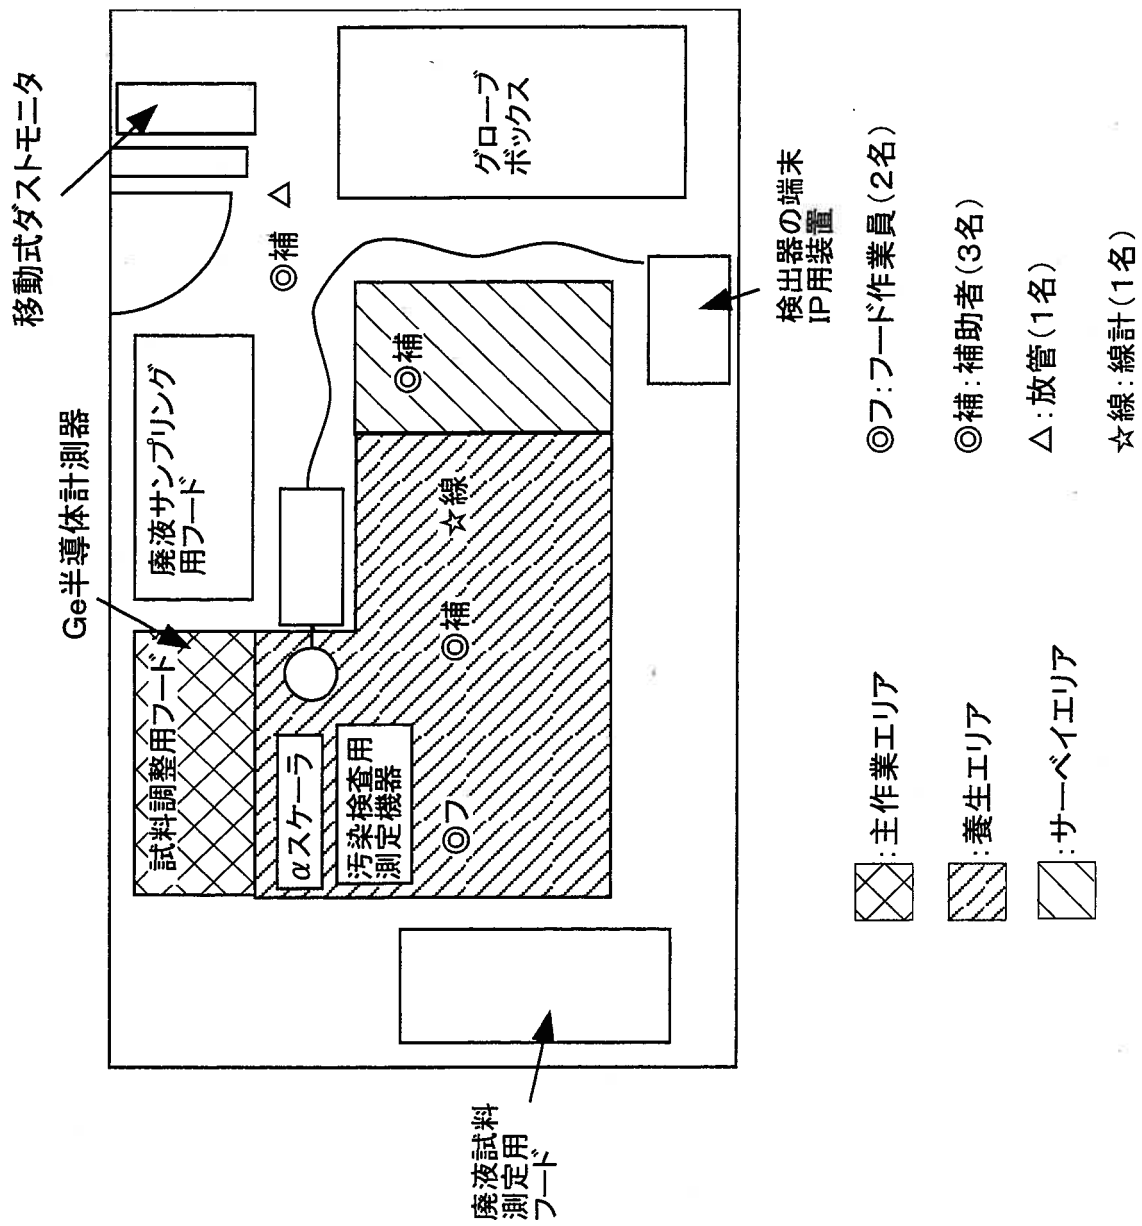 移動式ダストモニタ
Ge半導体計測器
試料調整用フード
廃液サンプリング
用フード
αスケーラ
汚染検査用
測定機器
◎フ
◎補
☆線
◎補
◎補
△
グローブ
ボックス
廃液試料
測定用
フード
検出器の端末
IP用装置
:主作業エリア
:養生エリア
:サーベイエリア
◎フ:フード作業員(2名)
◎補:補助者(3名)
△:放管(1名)
☆線:線計(1名)